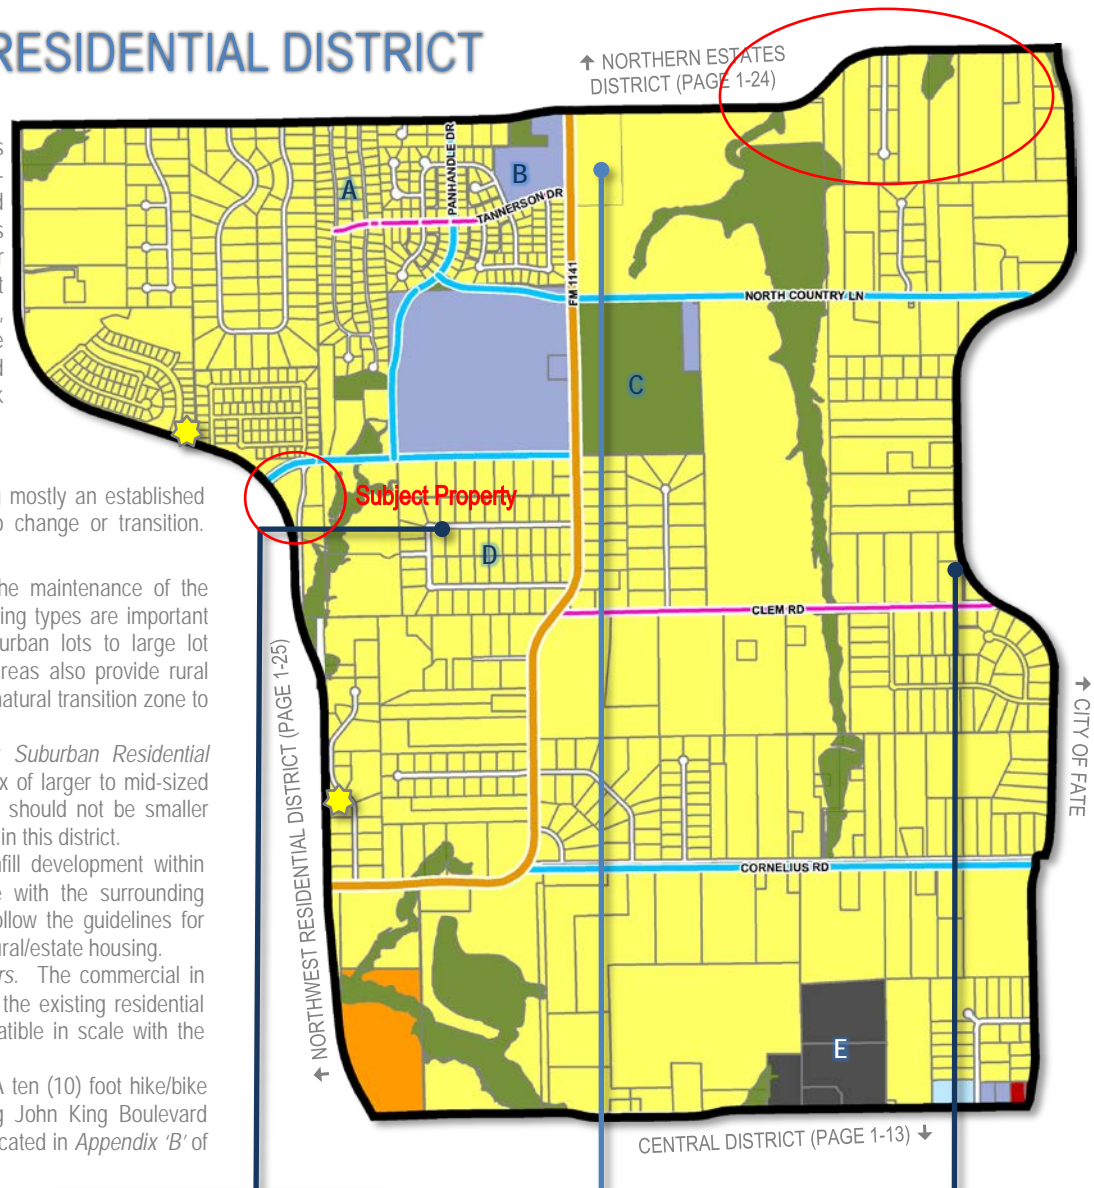 RESIDENTIAL DISTRICT
↑ NORTHERN ESTATES
DISTRICT (PAGE 1-24)
mostly an established
change or transition.
he maintenance of the
ing types are important
urban lots to large lot
reas also provide rural
natural transition zone to
Suburban Residential
x of larger to mid-sized
should not be smaller
in this district.
nfill development within
with the surrounding
ollow the guidelines for
ural/estate housing.
rs. The commercial in
the existing residential
atible in scale with the
A ten (10) foot hike/bike
g John King Boulevard
cated in Appendix 'B' of
A
B
PANHANDLE DR
TANNERSON DR
FM 1141
NORTH COUNTRY LN
C
Subject Property
D
CLEM RD
← NORTHWEST RESIDENTIAL DISTRICT (PAGE 1-25)
↑ CITY OF FATE
CORNELIUS RD
E
CENTRAL DISTRICT (PAGE 1-13) ↓